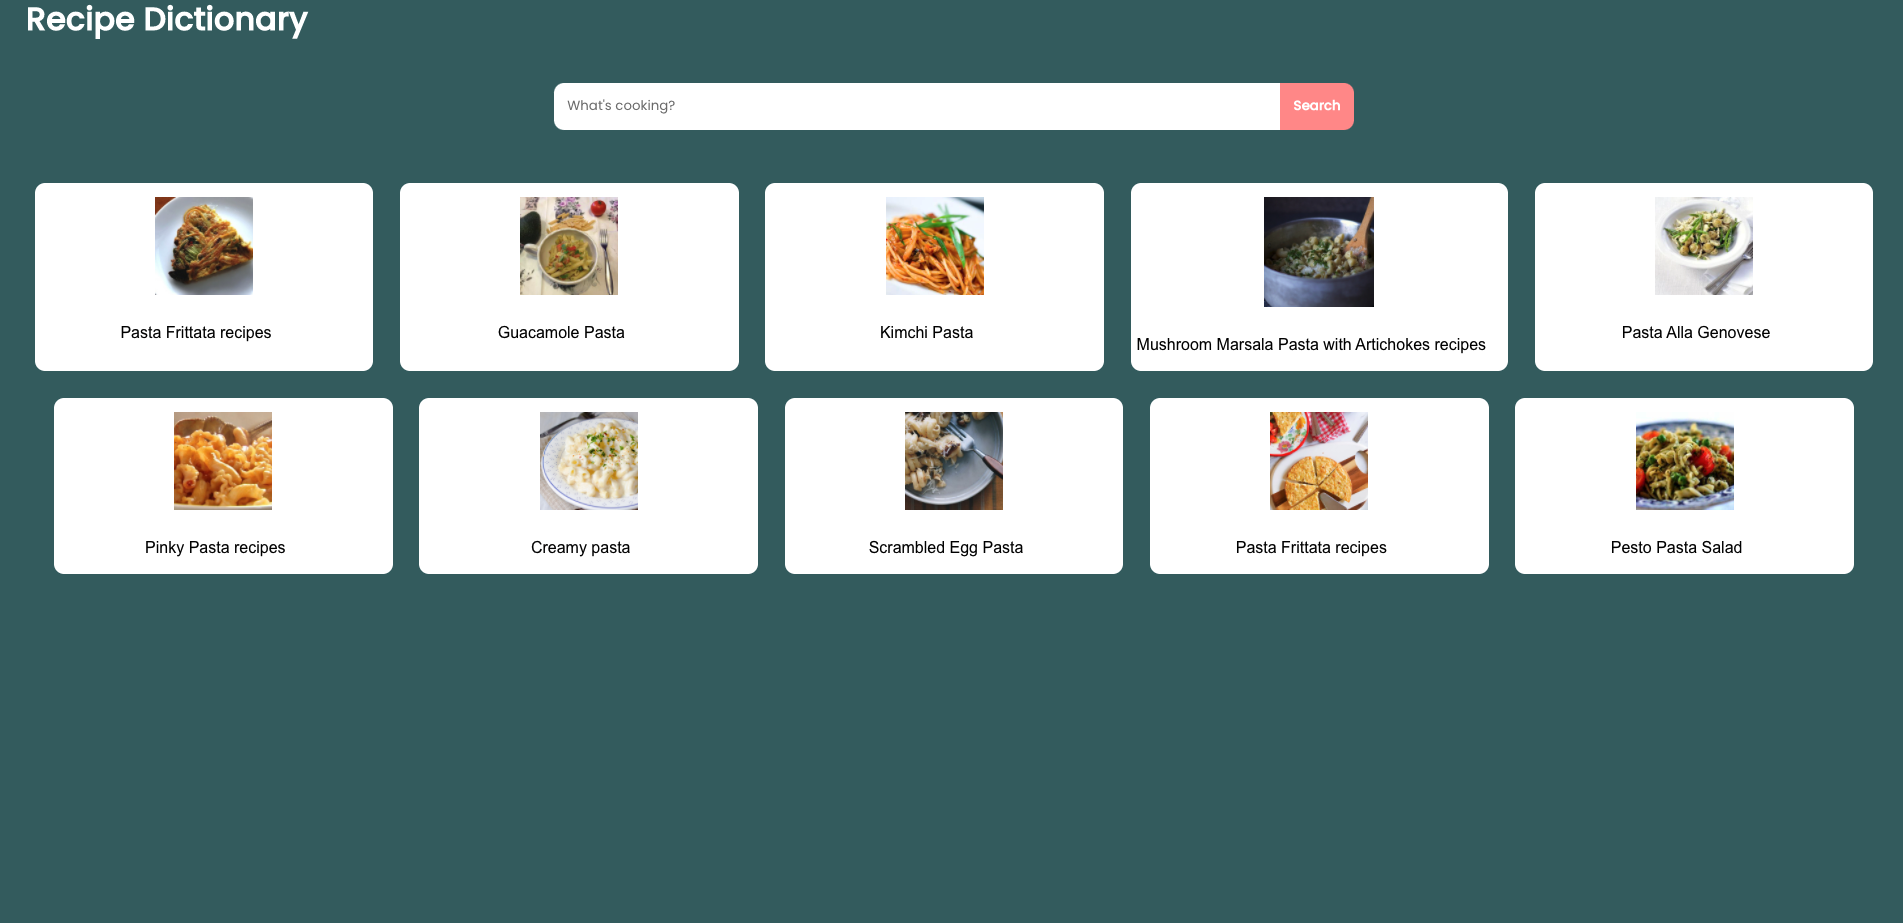 Recipe Dictionary
What's cooking?
Search
Pasta Frittata recipes
Guacamole Pasta
Kimchi Pasta
Mushroom Marsala Pasta with Artichokes recipes
Pasta Alla Genovese
Pinky Pasta recipes
Creamy pasta
Scrambled Egg Pasta
Pasta Frittata recipes
Pesto Pasta Salad